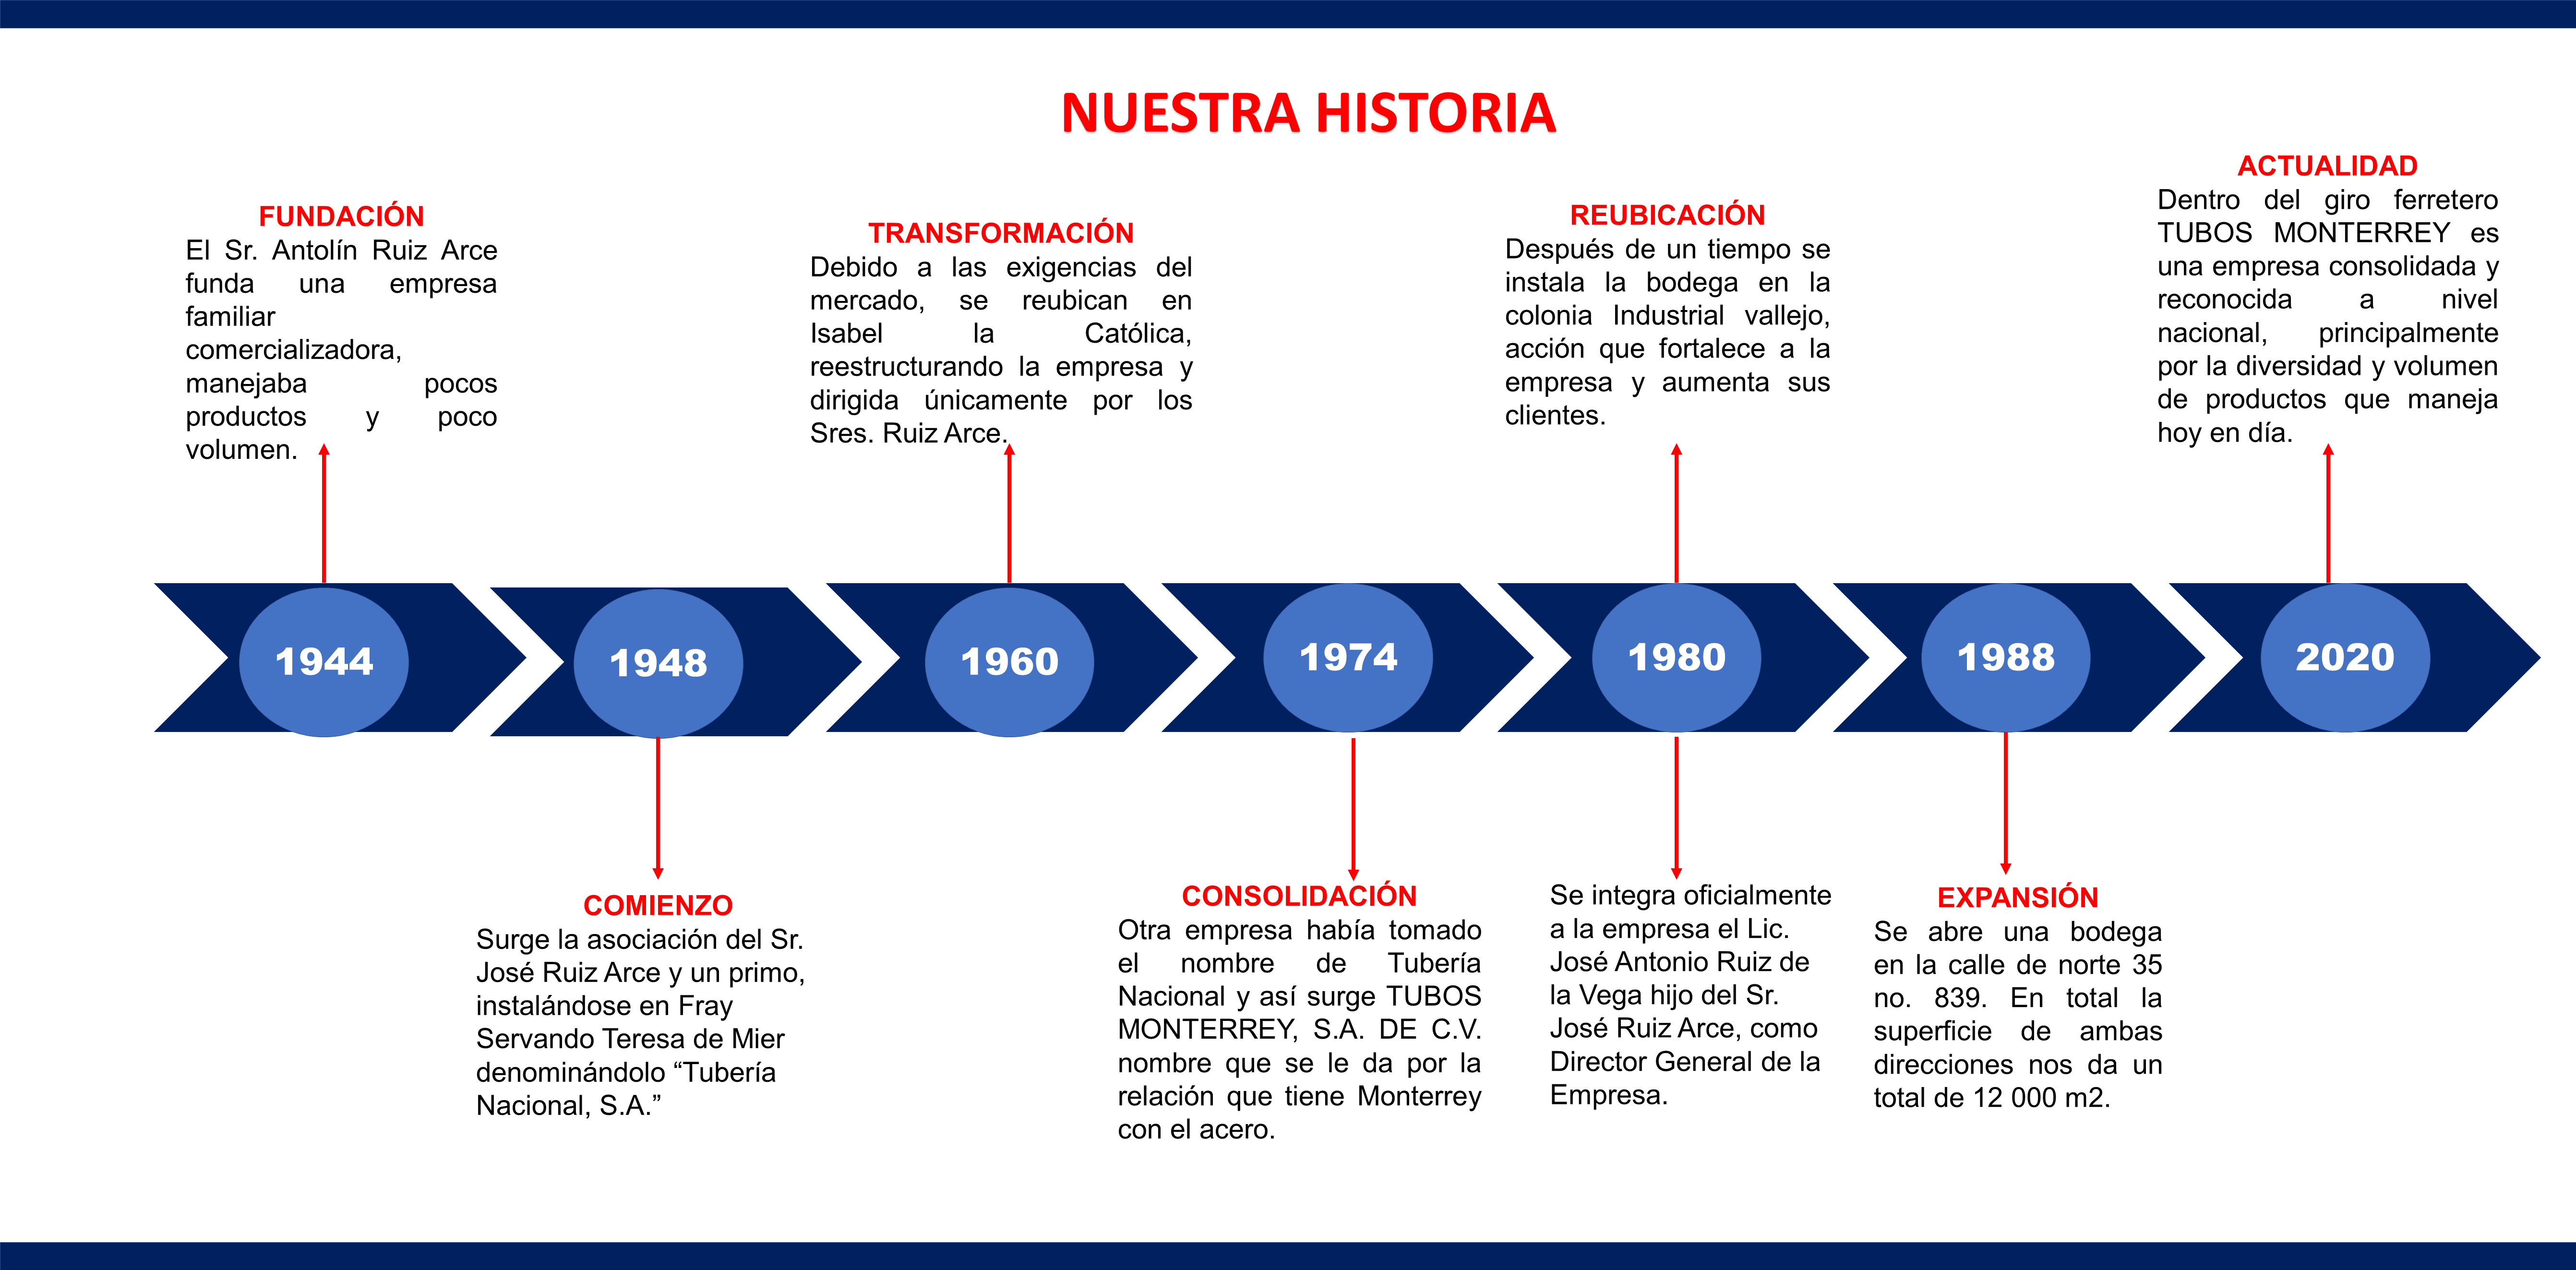 NUESTRA HISTORIA
FUNDACIÓN
El Sr. Antolín Ruiz Arce
funda una empresa
familiar
comercializadora,
manejaba pocos
productos y poco
volumen.
TRANSFORMACIÓN
Debido a las exigencias del
mercado, se reubican en
Isabel la Católica,
reestructurando la empresa y
dirigida únicamente por los
Sres. Ruiz Arce.
REUBICACIÓN
Después de un tiempo se
instala la bodega en la
colonia Industrial vallejo,
acción que fortalece a la
empresa y aumenta sus
clientes.
ACTUALIDAD
Dentro del giro ferretero
TUBOS MONTERREY es
una empresa consolidada y
reconocida a nivel
nacional, principalmente
por la diversidad y volumen
de productos que maneja
hoy en día.
1944
1948
1960
1974
1980
1988
2020
COMIENZO
Surge la asociación del Sr.
José Ruiz Arce y un primo,
instalándose en Fray
Servando Teresa de Mier
denominándolo “Tubería
Nacional, S.A.”
CONSOLIDACIÓN
Otra empresa había tomado
el nombre de Tubería
Nacional y así surge TUBOS
MONTERREY, S.A. DE C.V.
nombre que se le da por la
relación que tiene Monterrey
con el acero.
Se integra oficialmente
a la empresa el Lic.
José Antonio Ruiz de
la Vega hijo del Sr.
José Ruiz Arce, como
Director General de la
Empresa.
EXPANSIÓN
Se abre una bodega
en la calle de norte 35
no. 839. En total la
superficie de ambas
direcciones nos da un
total de 12 000 m2.